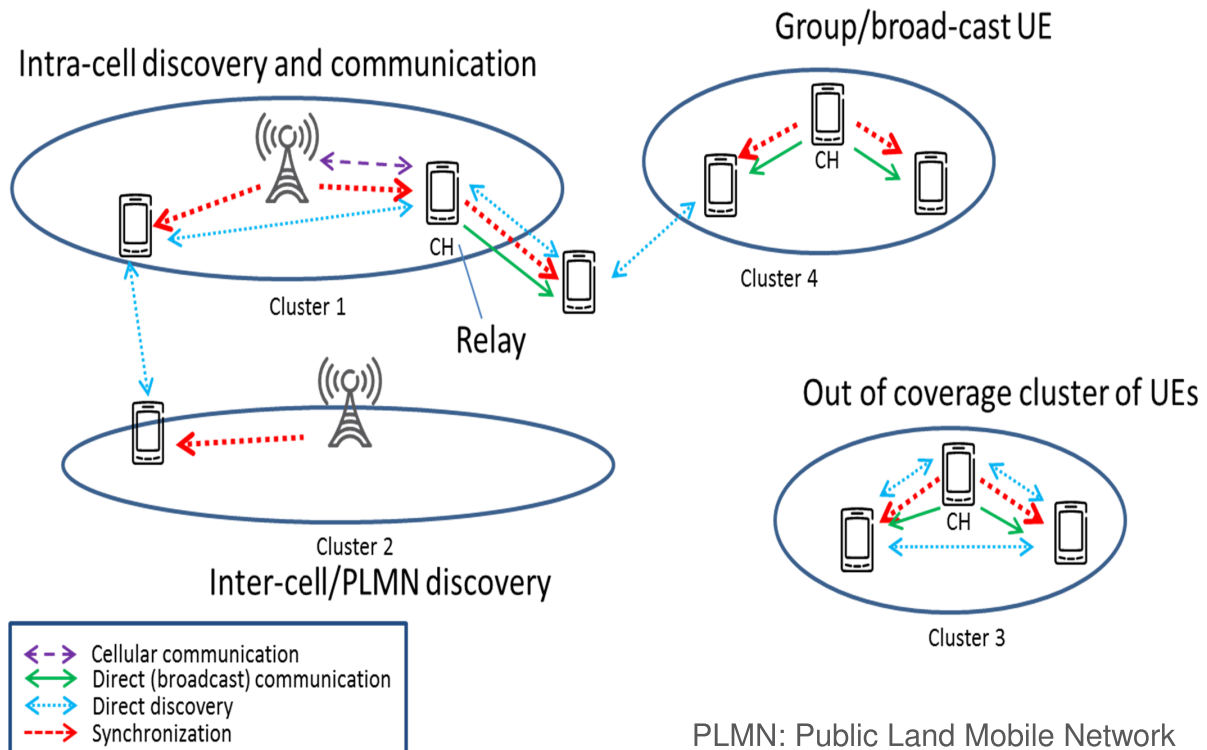 Group/broad-cast UE
Intra-cell discovery and communication
CH
CH
Cluster 1
Cluster 4
Relay
Out of coverage cluster of UEs
CH
Cluster 2
Inter-cell/PLMN discovery
Cluster 3
Cellular communication
Direct (broadcast) communication
Direct discovery
Synchronization
PLMN: Public Land Mobile Network